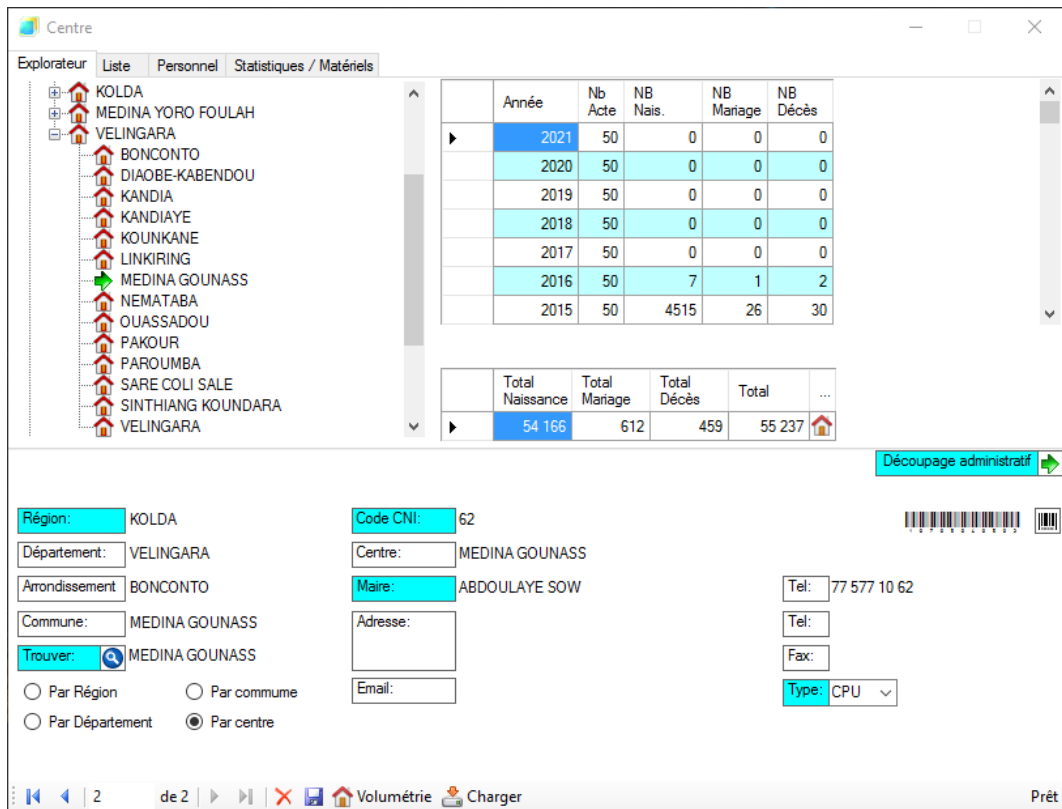 Centre
Explorateur Liste Personnel Statistiques / Matériels
KOLDA
MEDINA YORO FOULAH
VELINGARA
BONCONTO
DIAOBE-KABENDOU
KANDIA
KANDIAYE
KOUNKANE
LINKIRING
MEDINA GOUNASS
NEMATABA
OUASSADOU
PAKOUR
PAROUMBA
SARE COLI SALE
SINTHIANG KOUNDARA
VELINGARA
Année Nb Acte NB Nais. NB Mariage NB Décès
2021 50 0 0 0
2020 50 0 0 0
2019 50 0 0 0
2018 50 0 0 0
2017 50 0 0 0
2016 50 7 1 2
2015 50 4515 26 30
Total Naissance Total Mariage Total Décès Total ...
54 166 612 459 55 237
Découpage administratif
Région: KOLDA Code CNI: 62
Département: VELINGARA Centre: MEDINA GOUNASS
Arrondissement BONCONTO Maire: ABDOULAYE SOW Tel: 77 577 10 62
Commune: MEDINA GOUNASS Adresse: Tel:
Trouver: MEDINA GOUNASS Fax:
Par Région Par commume Email: Type: CPU
Par Département Par centre
2 de 2 Volumétrie Charger Prêt